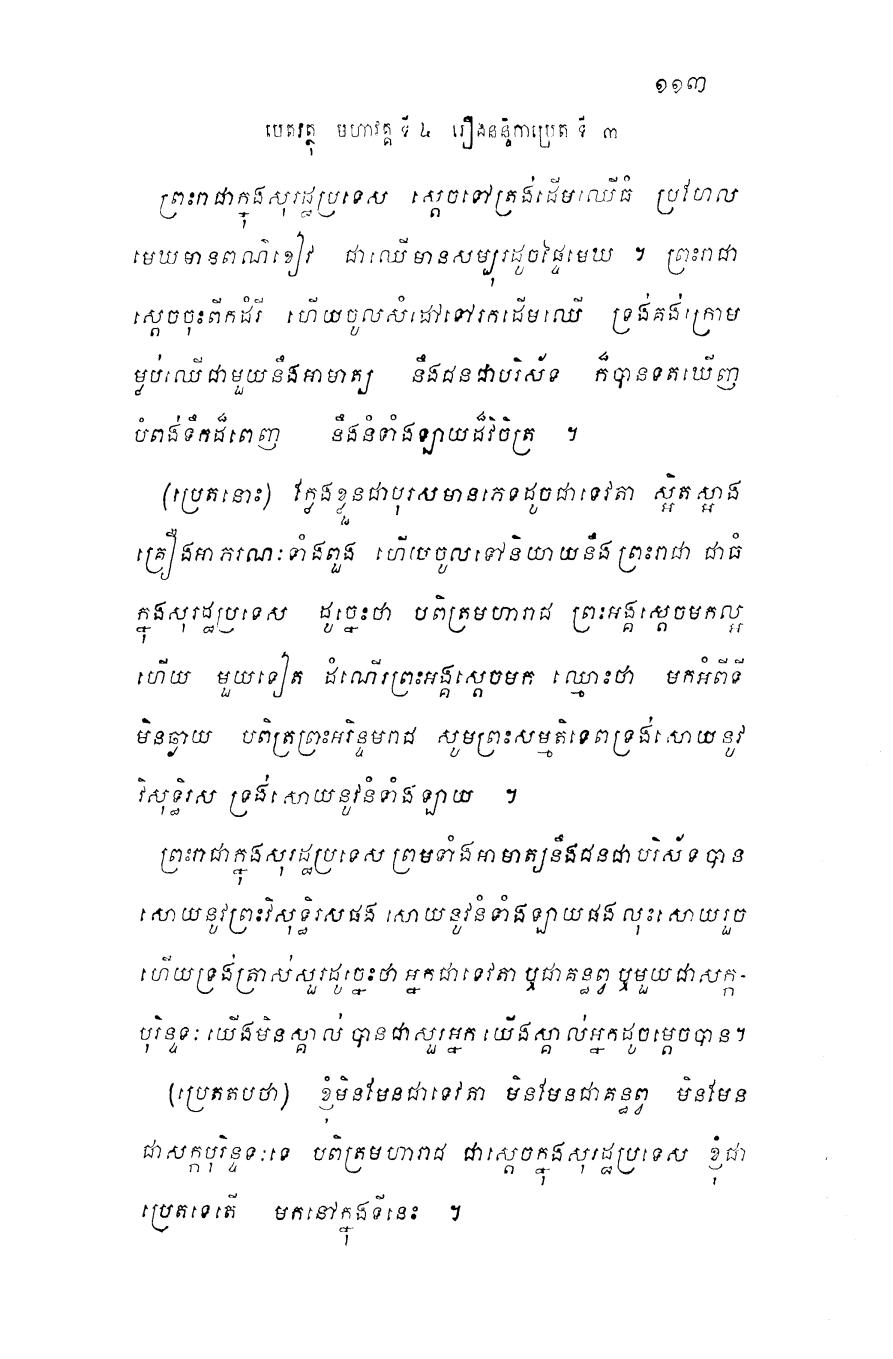 ១១៣
បេតវត្ថុ មហាវគ្គ ទី ៤ រឿងនន្ទិកាប្រេត ទី ៣
ព្រះរាជាក្នុងសុរដ្ឋប្រទេស ស្តេចទៅត្រង់ដើមឈើធំ ប្រហែល
មេឃមានពណ៌ខៀវ ជាឈើមានសម្បុរដូចផ្ទៃមេឃ ។ ព្រះរាជា
ស្តេចចុះពីកដំរី ហើយចូលសំដៅទៅរកដើមឈើ ទ្រង់គង់ក្រោម
ម្លប់ឈើជាមួយនឹងអាមាត្យ នឹងជនជាបរិស័ទ ក៏បានទតឃើញ
បំពង់ទឹកដ៏ពេញ នឹងនំទាំងឡាយដ៏វិចិត្រ ។
(ប្រេតនោះ) ក្លែងខ្លួនជាបុរសមានភេទដូចជាទេវតា ស្អិតស្អាង
គ្រឿងអាភរណៈទាំងពួង ហើយចូលទៅនិយាយនឹងព្រះរាជា ជាធំ
ក្នុងសុរដ្ឋប្រទេស ដូច្នេះថា បពិត្រមហារាជ ព្រះអង្គស្តេចមកល្អ
ហើយ មួយទៀត ដំណើរព្រះអង្គស្តេចមក ឈ្មោះថា មកអំពីទី
មិនឆ្ងាយ បពិត្រព្រះអរិន្ទមរាជ សូមព្រះសម្មតិទេពទ្រង់សោយនូវ
វិសុទ្ធិរស ទ្រង់សោយនូវនំទាំងឡាយ ។
ព្រះរាជាក្នុងសុរដ្ឋប្រទេស ព្រមទាំងអាមាត្យនឹងជនជាបរិស័ទបាន
សោយនូវព្រះវិសុទ្ធិរសផង សោយនូវនំទាំងឡាយផង លុះសោយរួច
ហើយទ្រង់ត្រាស់សួរដូច្នេះថា អ្នកជាទេវតា ឬជាគន្ធព្វ ឬមួយជាសក្ក-
បុរិន្ទទៈ យើងមិនស្គាល់ បានជាសួរអ្នក យើងស្គាល់អ្នកដូចម្តេចបាន។
(ប្រេតតបថា) ខ្ញុំមិនមែនជាទេវតា មិនមែនជាគន្ធព្វ មិនមែន
ជាសក្កបុរិន្ទទៈទេ បពិត្រមហារាជ ជាស្តេចក្នុងសុរដ្ឋប្រទេស ខ្ញុំជា
ប្រេតទេតើ មកនៅក្នុងទីនេះ ។